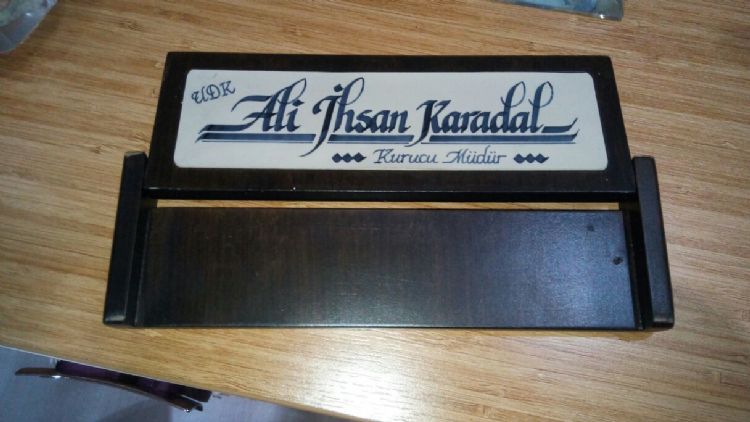 UDK
Ali İhsan Karadal
Kurucu Müdür